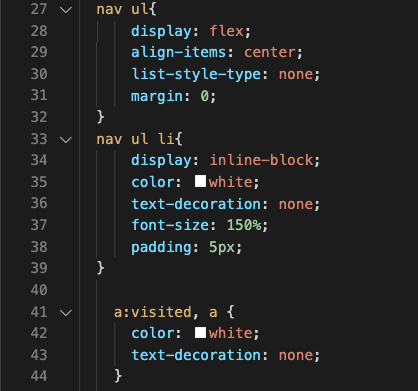 27 nav ul{
28 display: flex;
29 align-items: center;
30 list-style-type: none;
31 margin: 0;
32 }
33 nav ul li{
34 display: inline-block;
35 color: white;
36 text-decoration: none;
37 font-size: 150%;
38 padding: 5px;
39 }
40
41 a:visited, a {
42 color: white;
43 text-decoration: none;
44 }